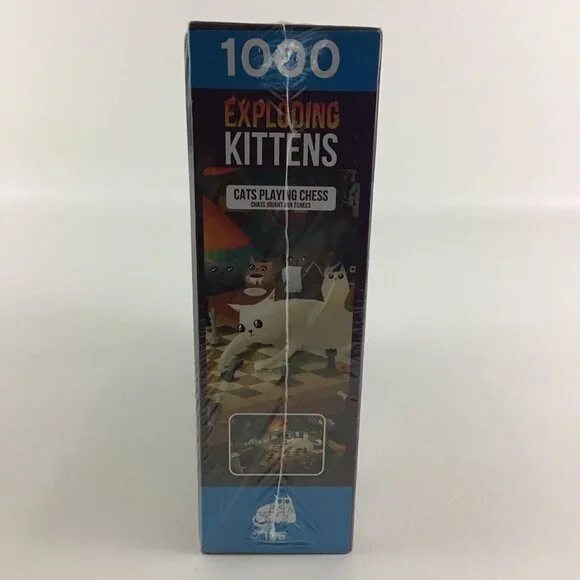 1000
EXPLODING
KITTENS
CATS PLAYING CHESS
CHATS JOUANT AUX ÉCHECS